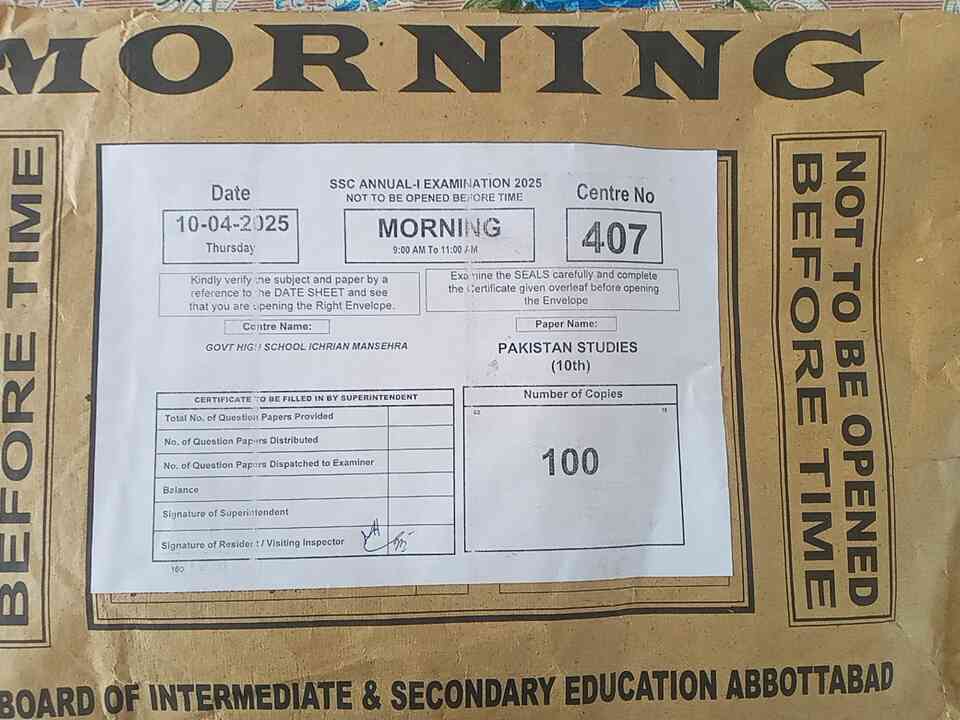 MORNING
BEFORE TIME
NOT TO BE OPENED
BEFORE TIME
Date
10-04-2025
Thursday
SSC ANNUAL-I EXAMINATION 2025
NOT TO BE OPENED BEFORE TIME
MORNING
9:00 AM To 11:00 AM
Centre No
407
Kindly verify the subject and paper by a
reference to the DATE SHEET and see
that you are opening the Right Envelope.
Examine the SEALS carefully and complete
the Certificate given overleaf before opening
the Envelope
Centre Name:
GOVT HIGH SCHOOL ICHRIAN MANSEHRA
Paper Name:
PAKISTAN STUDIES
(10th)
CERTIFICATE TO BE FILLED IN BY SUPERINTENDENT
Total No. of Question Papers Provided
No. of Question Papers Distributed
No. of Question Papers Dispatched to Examiner
Balance
Signature of Superintendent
Signature of Resident / Visiting Inspector
Number of Copies
100
160
BOARD OF INTERMEDIATE & SECONDARY EDUCATION ABBOTTABAD